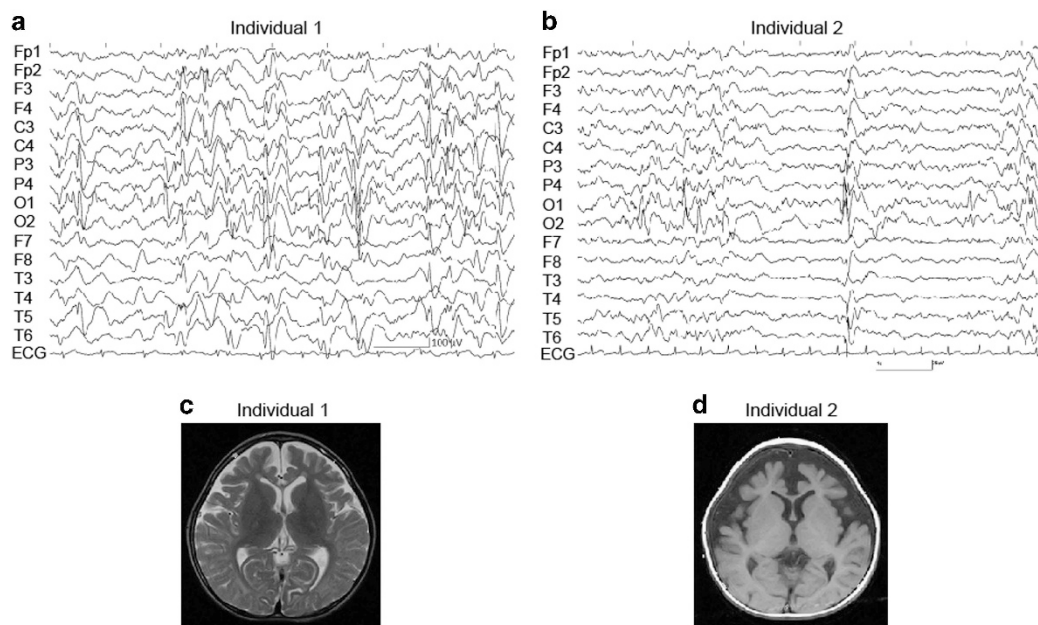 a
Individual 1
Fp1
Fp2
F3
F4
C3
C4
P3
P4
O1
O2
F7
F8
T3
T4
T5
T6
ECG
100 µV
b
Individual 2
Fp1
Fp2
F3
F4
C3
C4
P3
P4
O1
O2
F7
F8
T3
T4
T5
T6
ECG
c
Individual 1
d
Individual 2